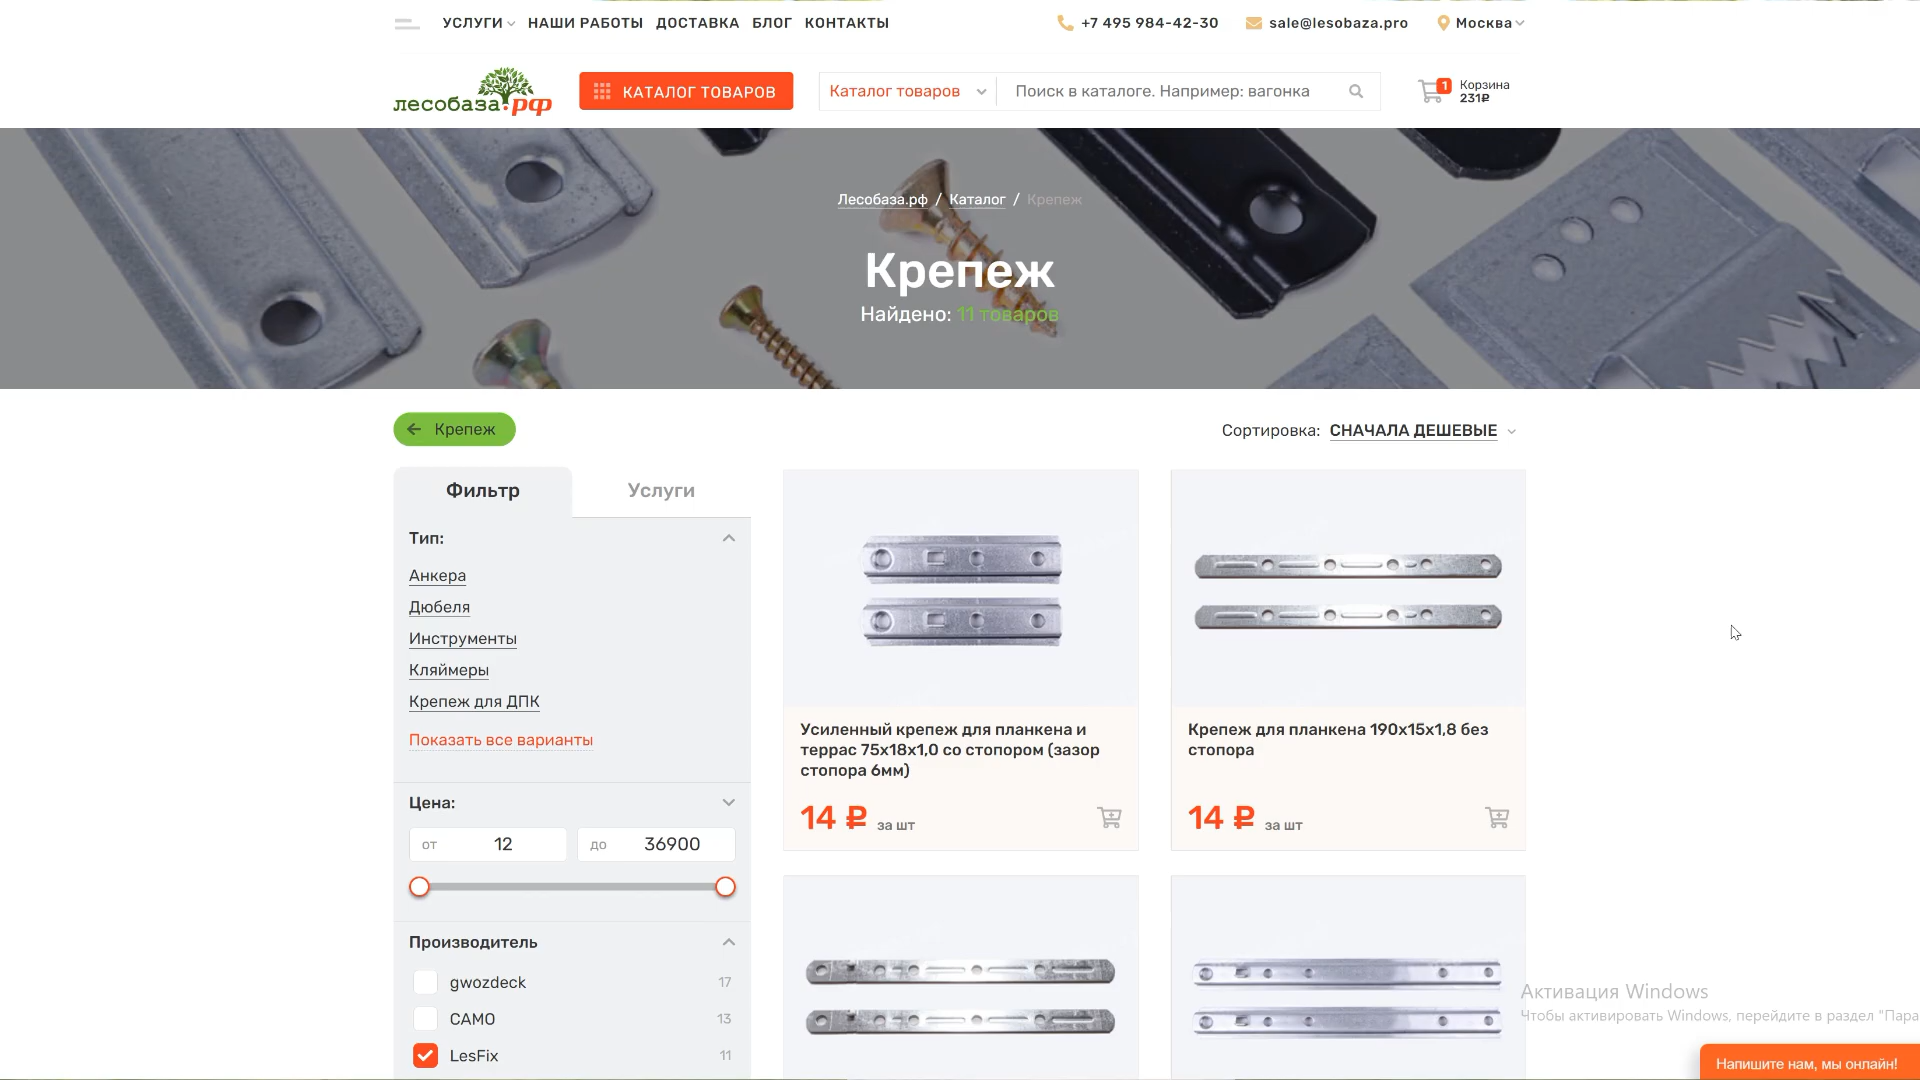 УСЛУГИ НАШИ РАБОТЫ ДОСТАВКА БЛОГ КОНТАКТЫ
+7 495 984-42-30 sale@lesobaza.pro Москва
лесобаза.рф
КАТАЛОГ ТОВАРОВ
Каталог товаров Поиск в каталоге. Например: вагонка
1 Корзина
231₽
Лесобаза.рф / Каталог / Крепеж
Крепеж
Найдено: 11 товаров
Крепеж
Сортировка: СНАЧАЛА ДЕШЕВЫЕ
Фильтр Услуги
Тип:
Анкера
Дюбеля
Инструменты
Кляймеры
Крепеж для ДПК
Показать все варианты
Цена:
от 12 до 36900
Производитель
gwozdeck 17
САМО 13
LesFix 11
Усиленный крепеж для планкена и
террас 75х18х1,0 со стопором (зазор
стопора 6мм)
14 ₽ за шт
Крепеж для планкена 190х15х1,8 без
стопора
14 ₽ за шт
Активация Windows
Чтобы активировать Windows, перейдите в раздел "Пара
Напишите нам, мы онлайн!